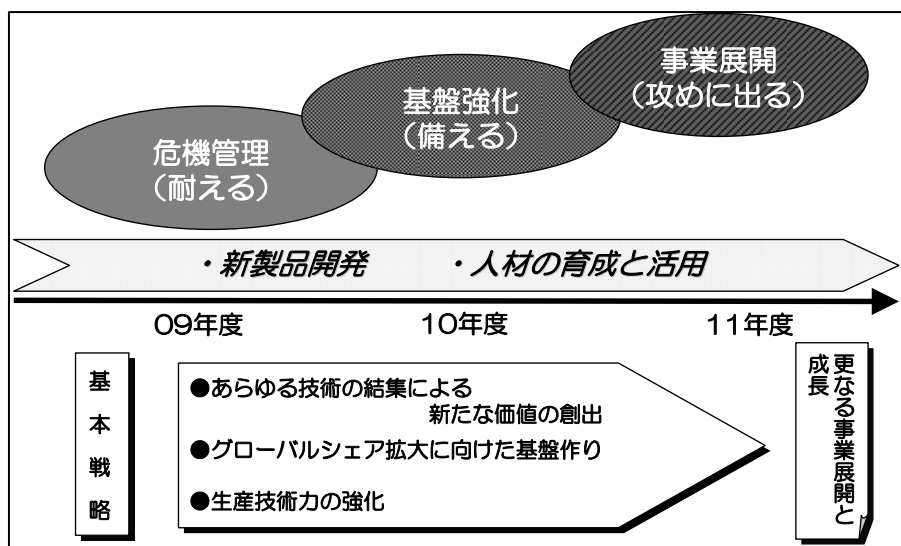 事業展開
(攻めに出る)
基盤強化
(備える)
危機管理
(耐える)
・新製品開発 ・人材の育成と活用
09年度 10年度 11年度
基本戦略
●あらゆる技術の結集による
新たな価値の創出
●グローバルシェア拡大に向けた基盤作り
●生産技術力の強化
更なる事業展開と
成長